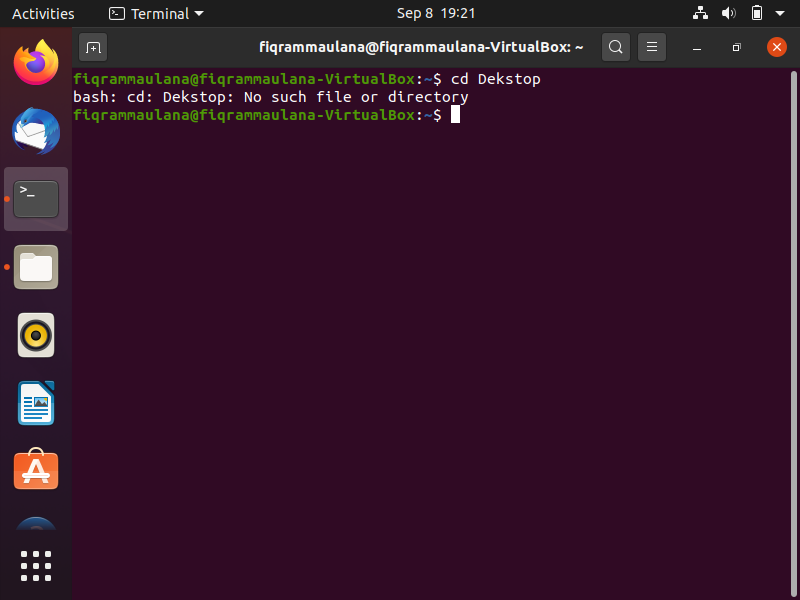 Activities Terminal Sep 8 19:21
fiqrammaulana@fiqrammaulana-VirtualBox: ~
fiqrammaulana@fiqrammaulana-VirtualBox:~$ cd Dekstop
bash: cd: Dekstop: No such file or directory
fiqrammaulana@fiqrammaulana-VirtualBox:~$
>_